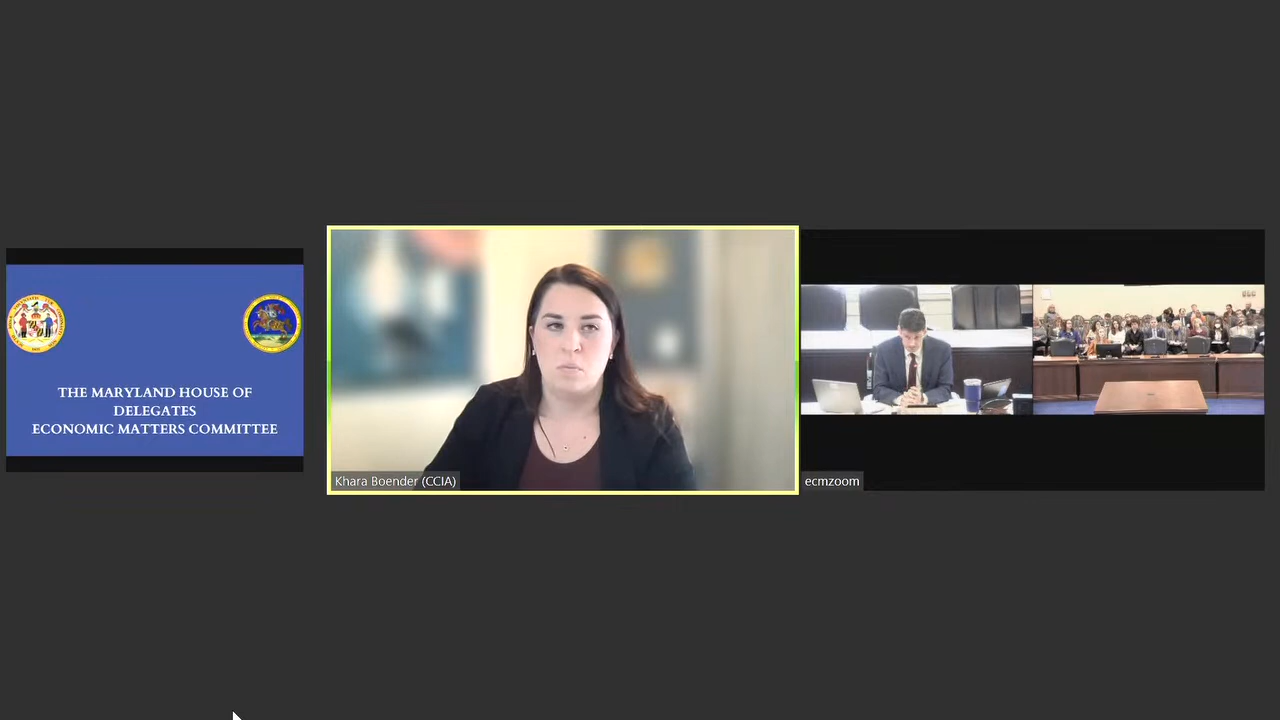 THE MARYLAND HOUSE OF
DELEGATES
ECONOMIC MATTERS COMMITTEE
Khara Boender (CCIA)
ecmzoom